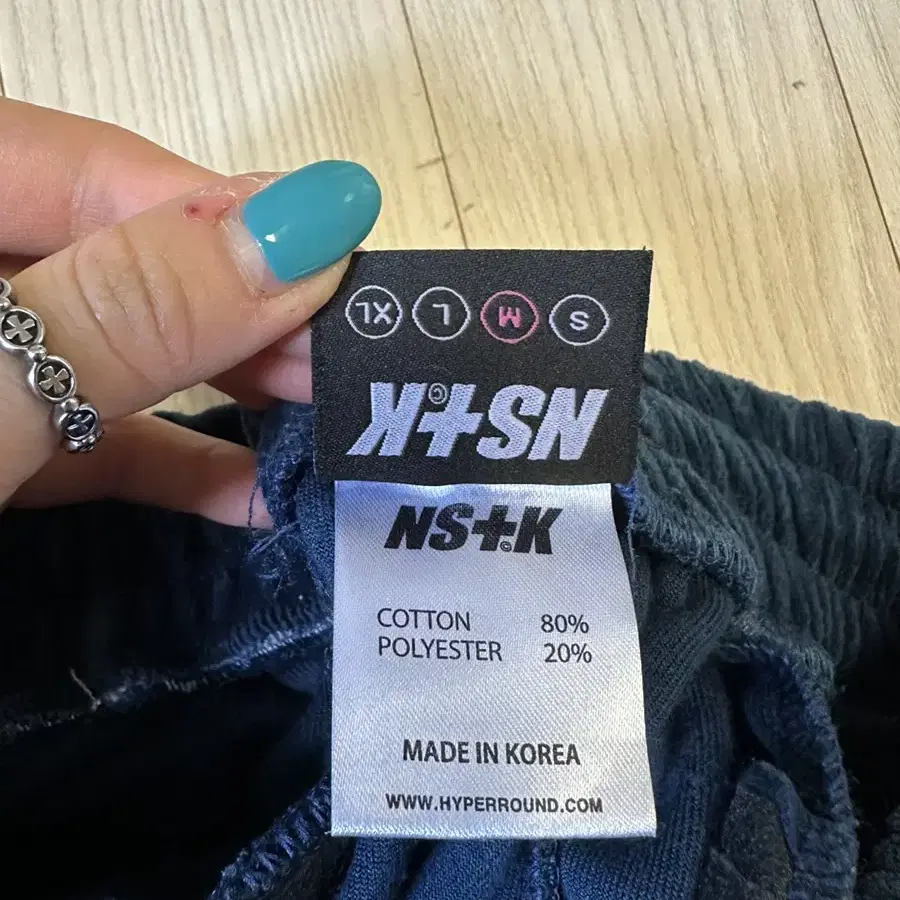 S M L XL
NS+K©
NS+K©
COTTON 80%
POLYESTER 20%
MADE IN KOREA
WWW.HYPERROUND.COM